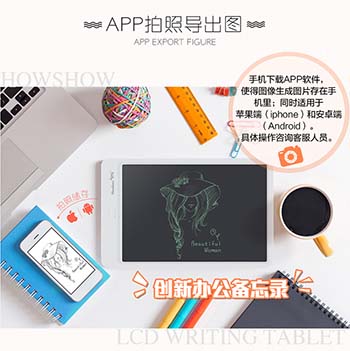 APP拍照导出图
APP EXPORT FIGURE
HOWSHOW
手机下载APP软件，
使得图像生成图片存在手
机里；同时适用于
苹果端（iphone）和安卓端
（Android）。
具体操作咨询客服人员。
拍照储存
Beautiful
Woman
创新办公备忘录
LCD WRITING TABLET